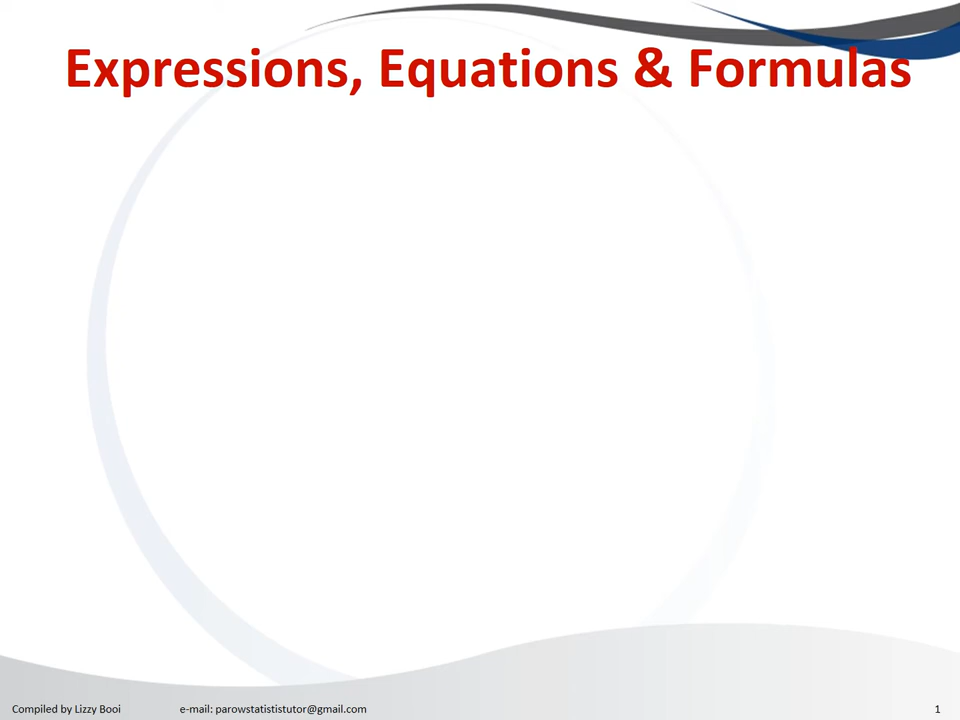 Expressions, Equations & Formulas
Compiled by Lizzy Booi e-mail: parowstatististutor@gmail.com 1